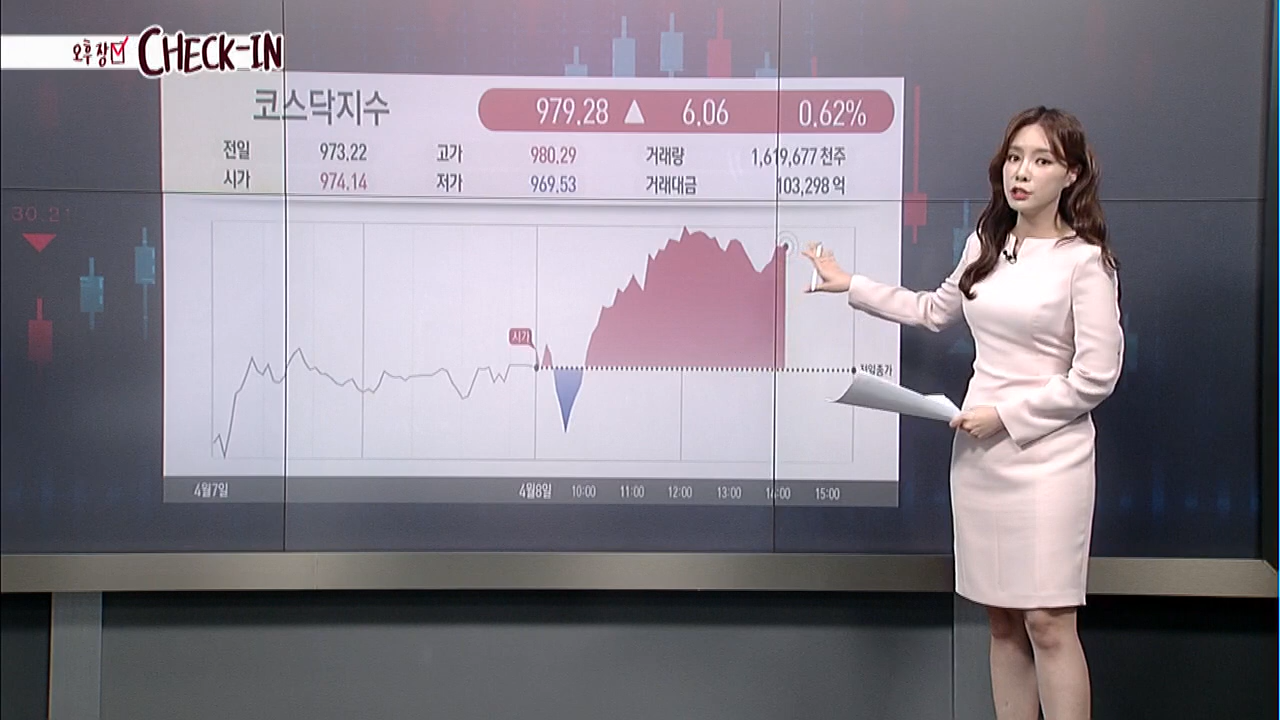 오후장 CHECK-IN
코스닥지수 979.28 ▲ 6.06 0.62%
전일 973.22 고가 980.29 거래량 1,619,677 천주
시가 974.14 저가 969.53 거래대금 103,298 억
30.21
시가
전일종가
4월7일 4월8일 10:00 11:00 12:00 13:00 14:00 15:00